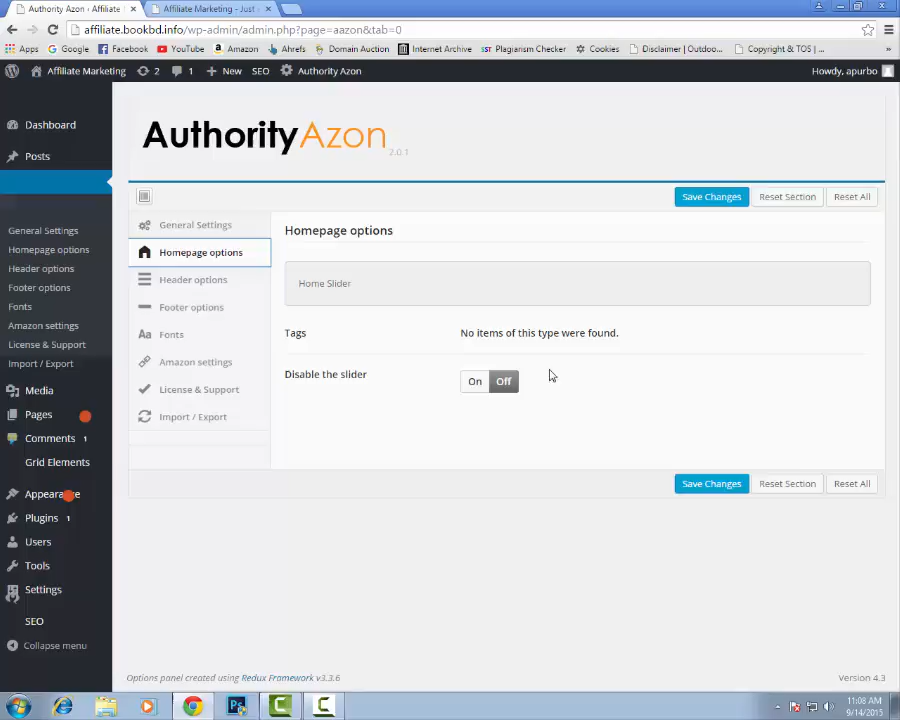 Authority Azon ‹ Affiliate
Affiliate Marketing - Just
affiliate.bookbd.info/wp-admin/admin.php?page=aazon&tab=0
Apps Google Facebook YouTube Amazon Ahrefs Domain Auction Internet Archive Plagiarism Checker Cookies Disclaimer | Outdoo... Copyright & TOS | ... »
Affiliate Marketing 2 1 + New SEO Authority Azon Howdy, apurbo
Dashboard
Posts
General Settings
Homepage options
Header options
Footer options
Fonts
Amazon settings
License & Support
Import / Export
Media
Pages
Comments 1
Grid Elements
Appearance
Plugins 1
Users
Tools
Settings
SEO
Collapse menu
AuthorityAzon 2.0.1
Save Changes Reset Section Reset All
General Settings
Homepage options
Header options
Footer options
Fonts
Amazon settings
License & Support
Import / Export
Homepage options
Home Slider
Tags No items of this type were found.
Disable the slider On Off
Save Changes Reset Section Reset All
Options panel created using Redux Framework v3.3.6
Version 4.3
11:08 AM
9/14/2015